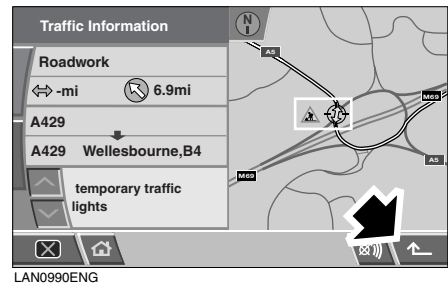 Traffic Information
N
Roadwork
-mi 6.9mi
A429
A429 Wellesbourne,B4
temporary traffic
lights
A5
M69
A5
M69
LAN0990ENG